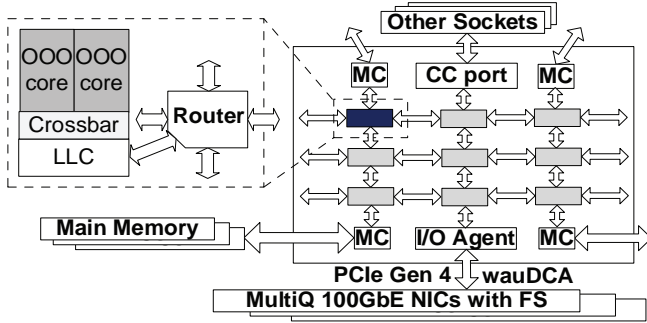 Other Sockets
OOO OOO
core core
Crossbar
LLC
Router
MC
CC port
MC
Main Memory
MC
I/O Agent
MC
PCIe Gen 4
wauDCA
MultiQ 100GbE NICs with FS